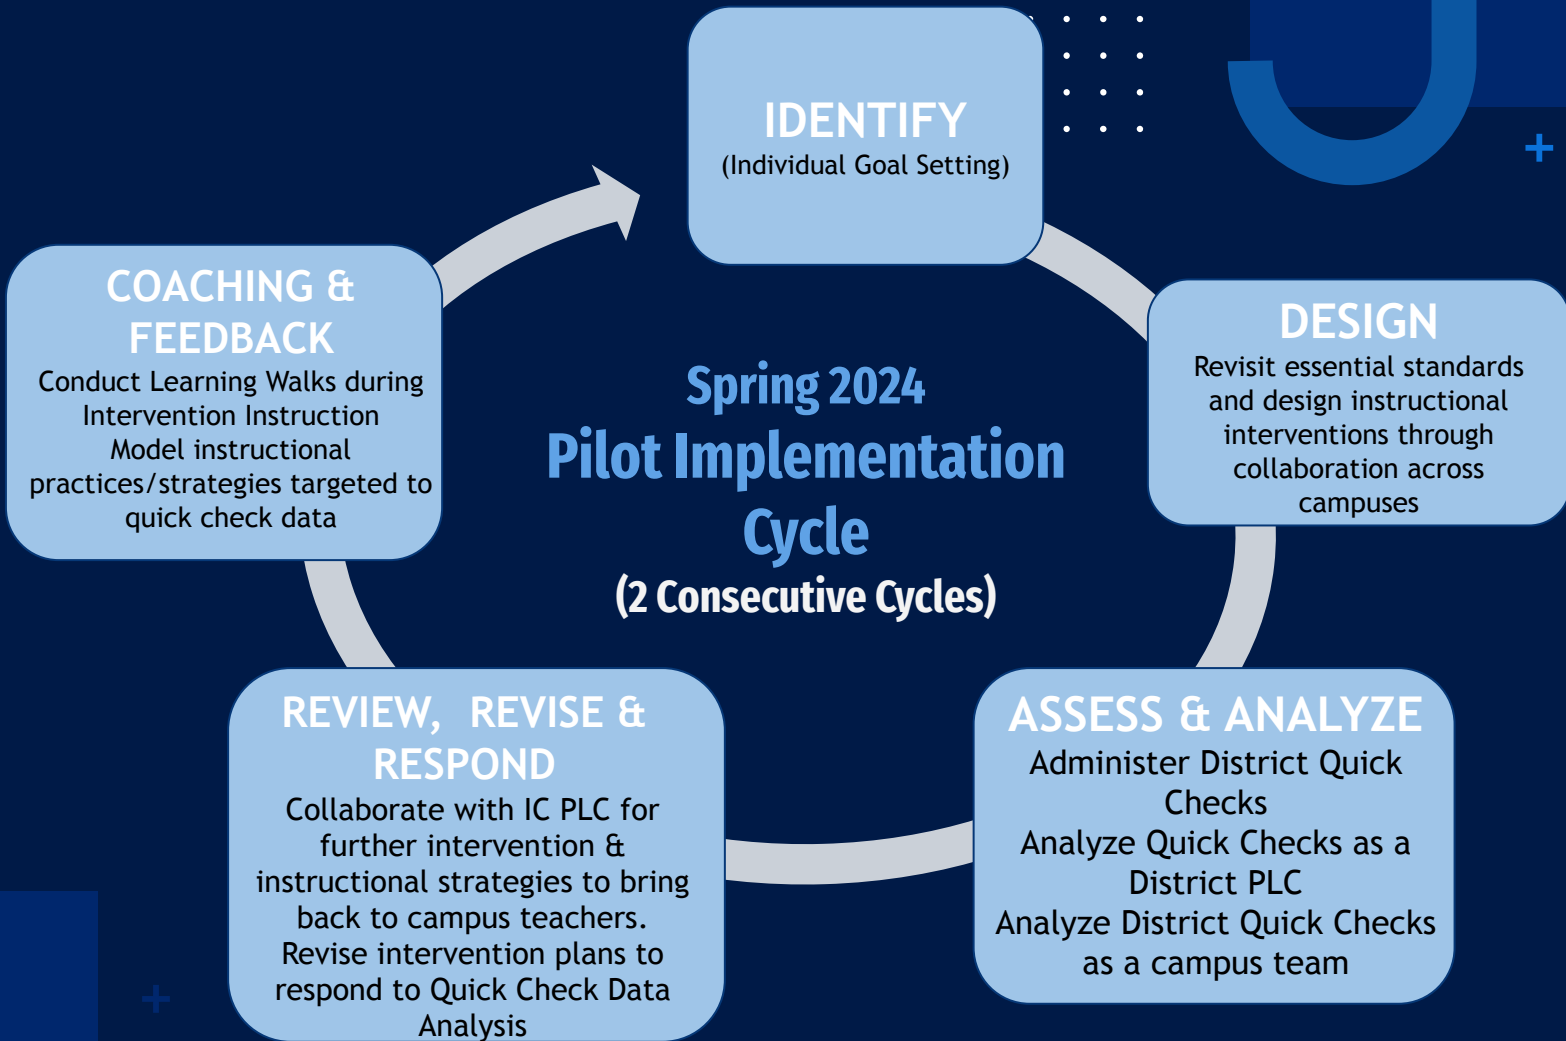 IDENTIFY
(Individual Goal Setting)
DESIGN
Revisit essential standards
and design instructional
interventions through
collaboration across
campuses
ASSESS & ANALYZE
Administer District Quick
Checks
Analyze Quick Checks as a
District PLC
Analyze District Quick Checks
as a campus team
REVIEW,  REVISE &
RESPOND
Collaborate with IC PLC for
further intervention &
instructional strategies to bring
back to campus teachers.
Revise intervention plans to
respond to Quick Check Data
Analysis
COACHING &
FEEDBACK
Conduct Learning Walks during
Intervention Instruction
Model instructional
practices/strategies targeted to
quick check data
Spring 2024
Pilot Implementation
Cycle
(2 Consecutive Cycles)